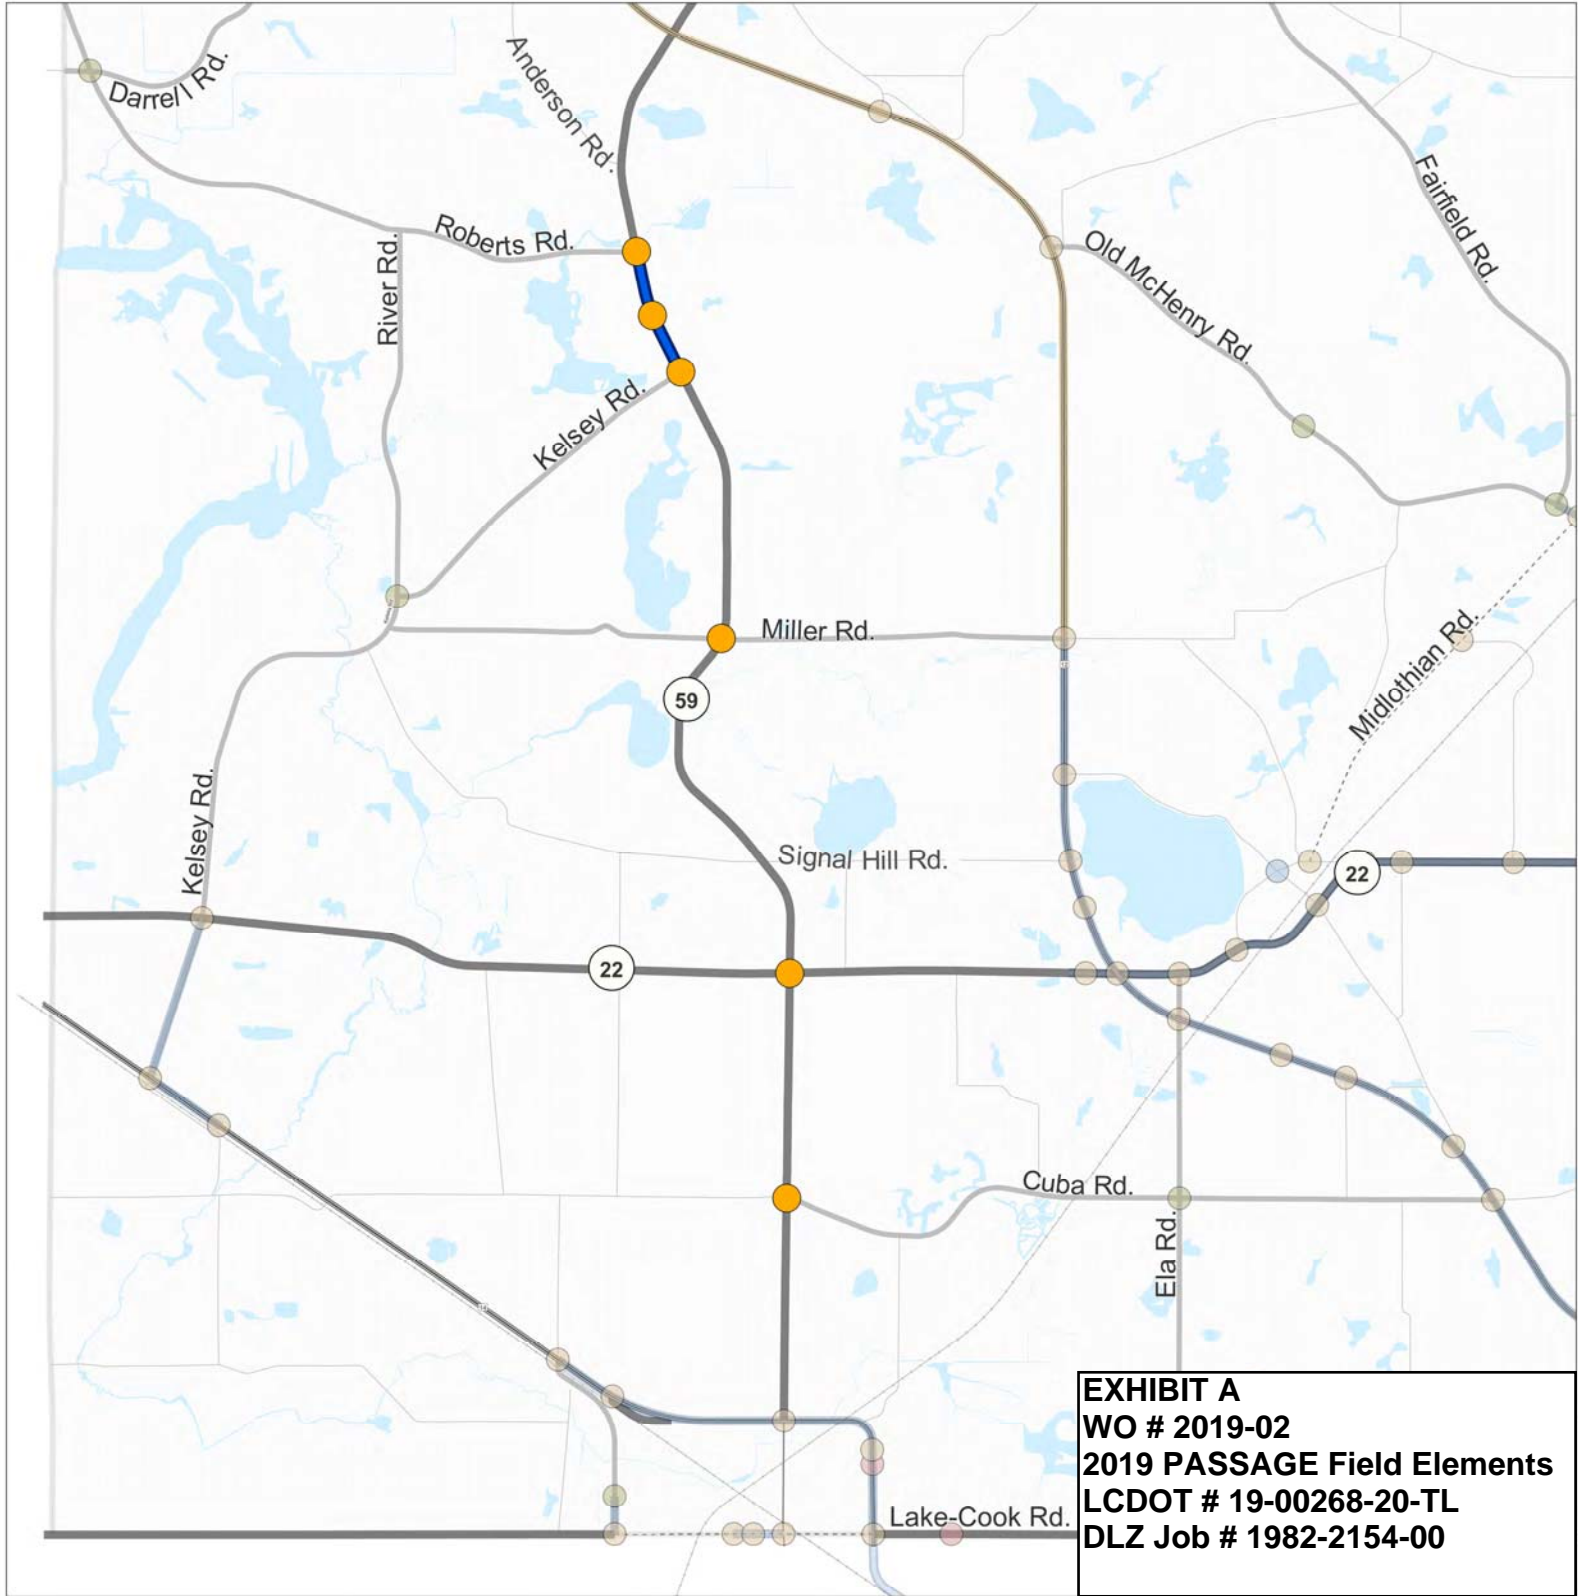 Darrell Rd.
Anderson Rd.
Fairfield Rd.
Roberts Rd.
River Rd.
Old McHenry Rd.
Kelsey Rd.
Miller Rd.
59
Midlothian Rd.
Kelsey Rd.
Signal Hill Rd.
22
22
Cuba Rd.
Ela Rd.
Lake-Cook Rd.
EXHIBIT A
WO # 2019-02
2019 PASSAGE Field Elements
LCDOT # 19-00268-20-TL
DLZ Job # 1982-2154-00